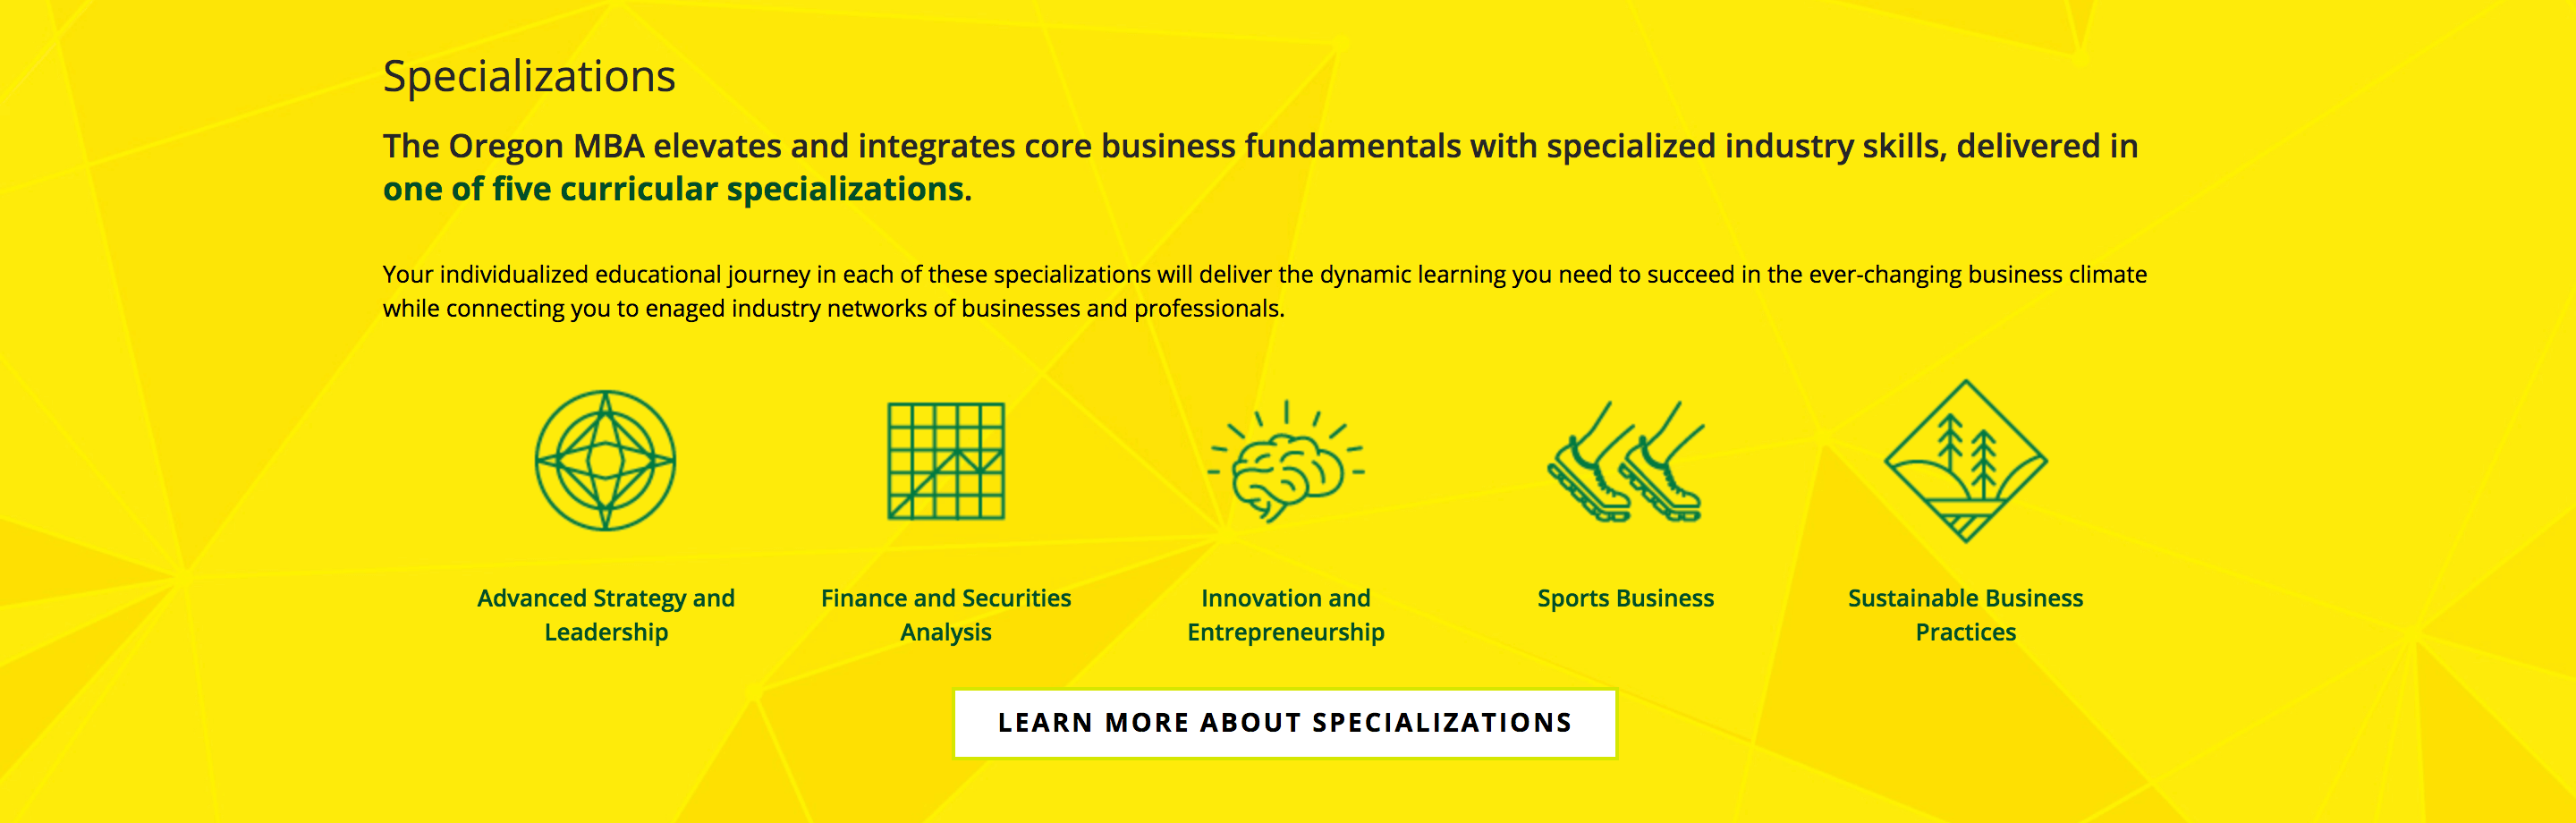 Specializations
The Oregon MBA elevates and integrates core business fundamentals with specialized industry skills, delivered in
one of five curricular specializations.
Your individualized educational journey in each of these specializations will deliver the dynamic learning you need to succeed in the ever-changing business climate
while connecting you to enaged industry networks of businesses and professionals.
Advanced Strategy and
Leadership
Finance and Securities
Analysis
Innovation and
Entrepreneurship
Sports Business
Sustainable Business
Practices
LEARN MORE ABOUT SPECIALIZATIONS